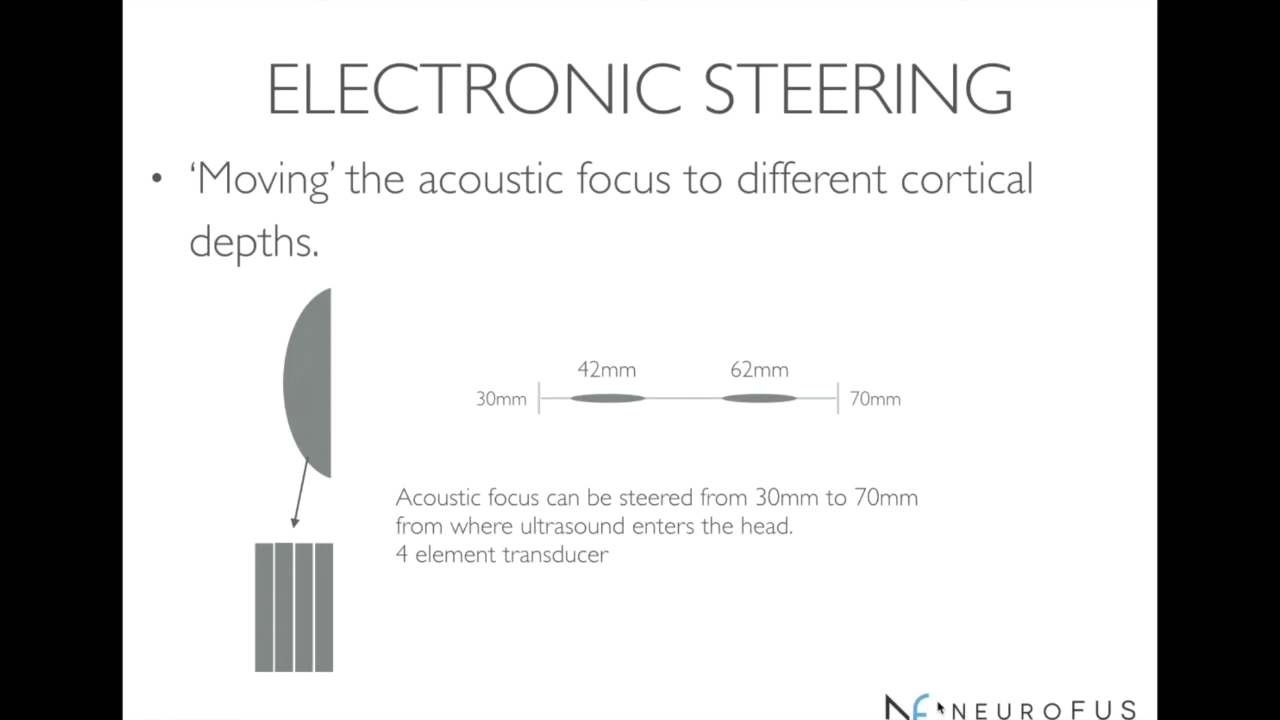 ELECTRONIC STEERING
• ‘Moving’ the acoustic focus to different cortical
depths.
42mm 62mm
30mm 70mm
Acoustic focus can be steered from 30mm to 70mm
from where ultrasound enters the head.
4 element transducer
NF NEUROFUS